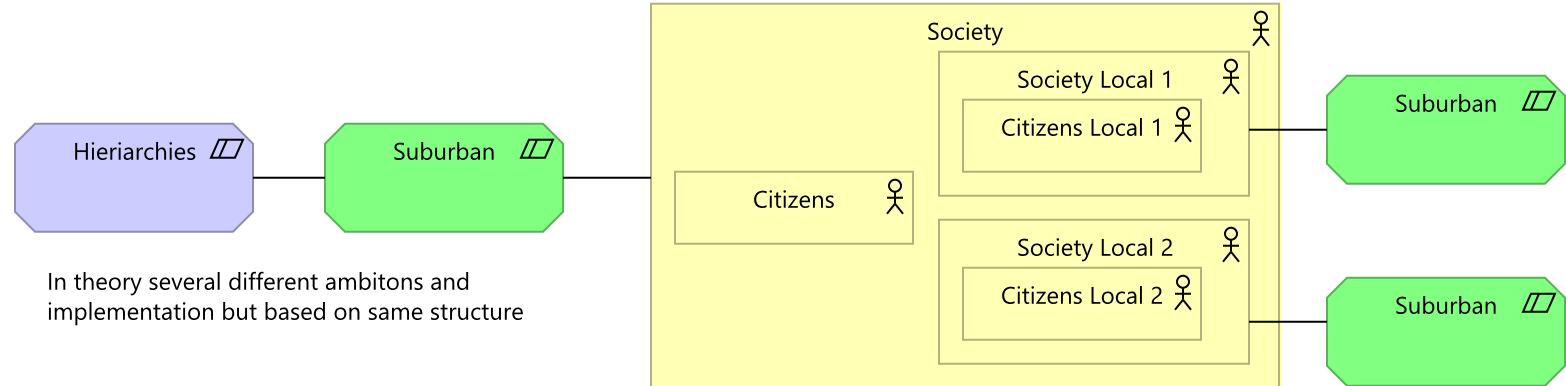 Society
Society Local 1
Suburban
Citizens Local 1
Hieriarchies
Suburban
Citizens
Society Local 2
In theory several different ambitons and
implementation but based on same structure
Citizens Local 2
Suburban